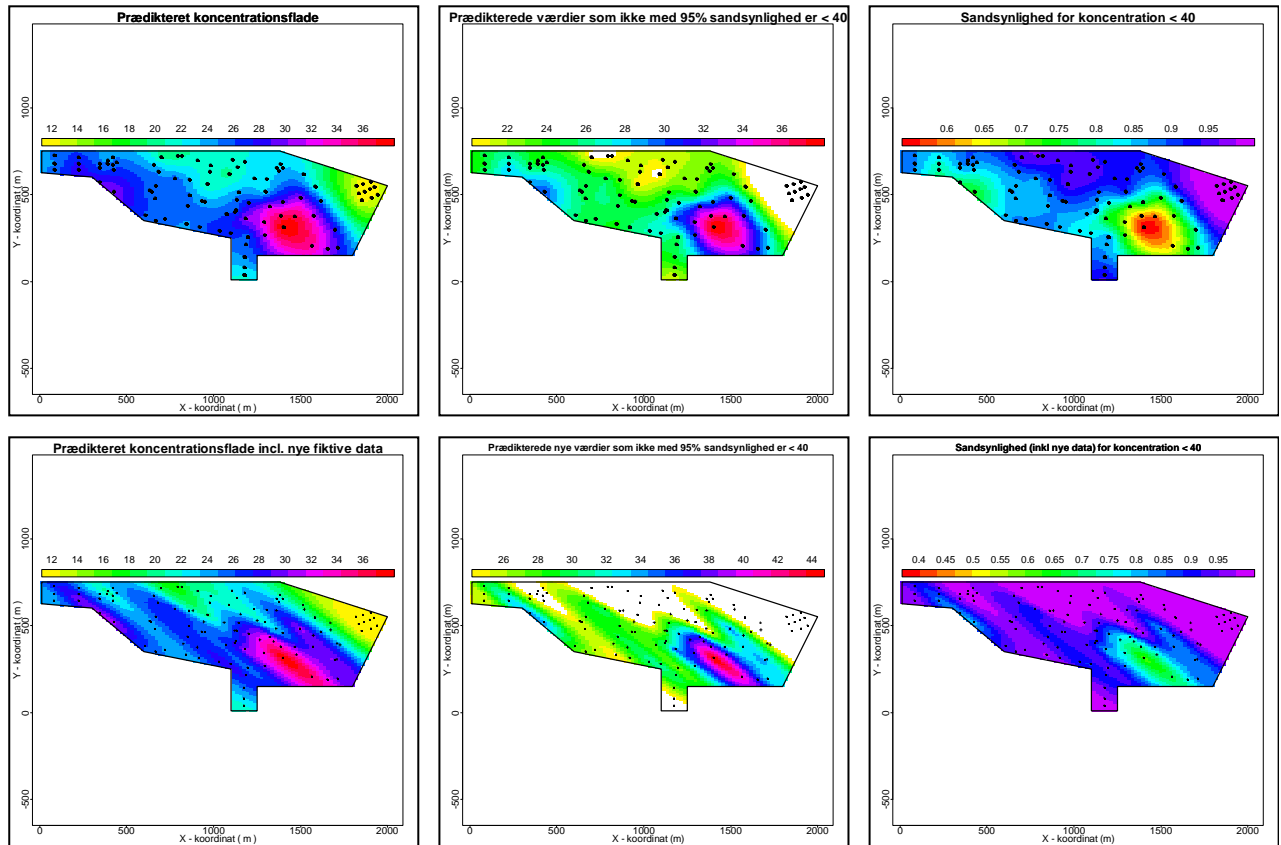 Prædikteret koncentrationsflade
12 14 16 18 20 22 24 26 28 30 32 34 36
1000
500
0
-500
Y - koordinat ( m )
0 500 1000 1500 2000
X - koordinat ( m )
Prædikterede værdier som ikke med 95% sandsynlighed er < 40
22 24 26 28 30 32 34 36
1000
500
0
-500
Y - koordinat (m)
0 500 1000 1500 2000
X - koordinat (m)
Sandsynlighed for koncentration < 40
0.6 0.65 0.7 0.75 0.8 0.85 0.9 0.95
1000
500
0
-500
Y - koordinat (m)
0 500 1000 1500 2000
X - koordinat (m)
Prædikteret koncentrationsflade incl. nye fiktive data
12 14 16 18 20 22 24 26 28 30 32 34 36
1000
500
0
-500
Y - koordinat ( m )
0 500 1000 1500 2000
X - koordinat ( m )
Prædikterede nye værdier som ikke med 95% sandsynlighed er < 40
26 28 30 32 34 36 38 40 42 44
1000
500
0
-500
Y - koordinat (m)
0 500 1000 1500 2000
X - koordinat (m)
Sandsynlighed (inkl nye data) for koncentration < 40
0.4 0.45 0.5 0.55 0.6 0.65 0.7 0.75 0.8 0.85 0.9 0.95
1000
500
0
-500
Y - koordinat (m)
0 500 1000 1500 2000
X - koordinat (m)